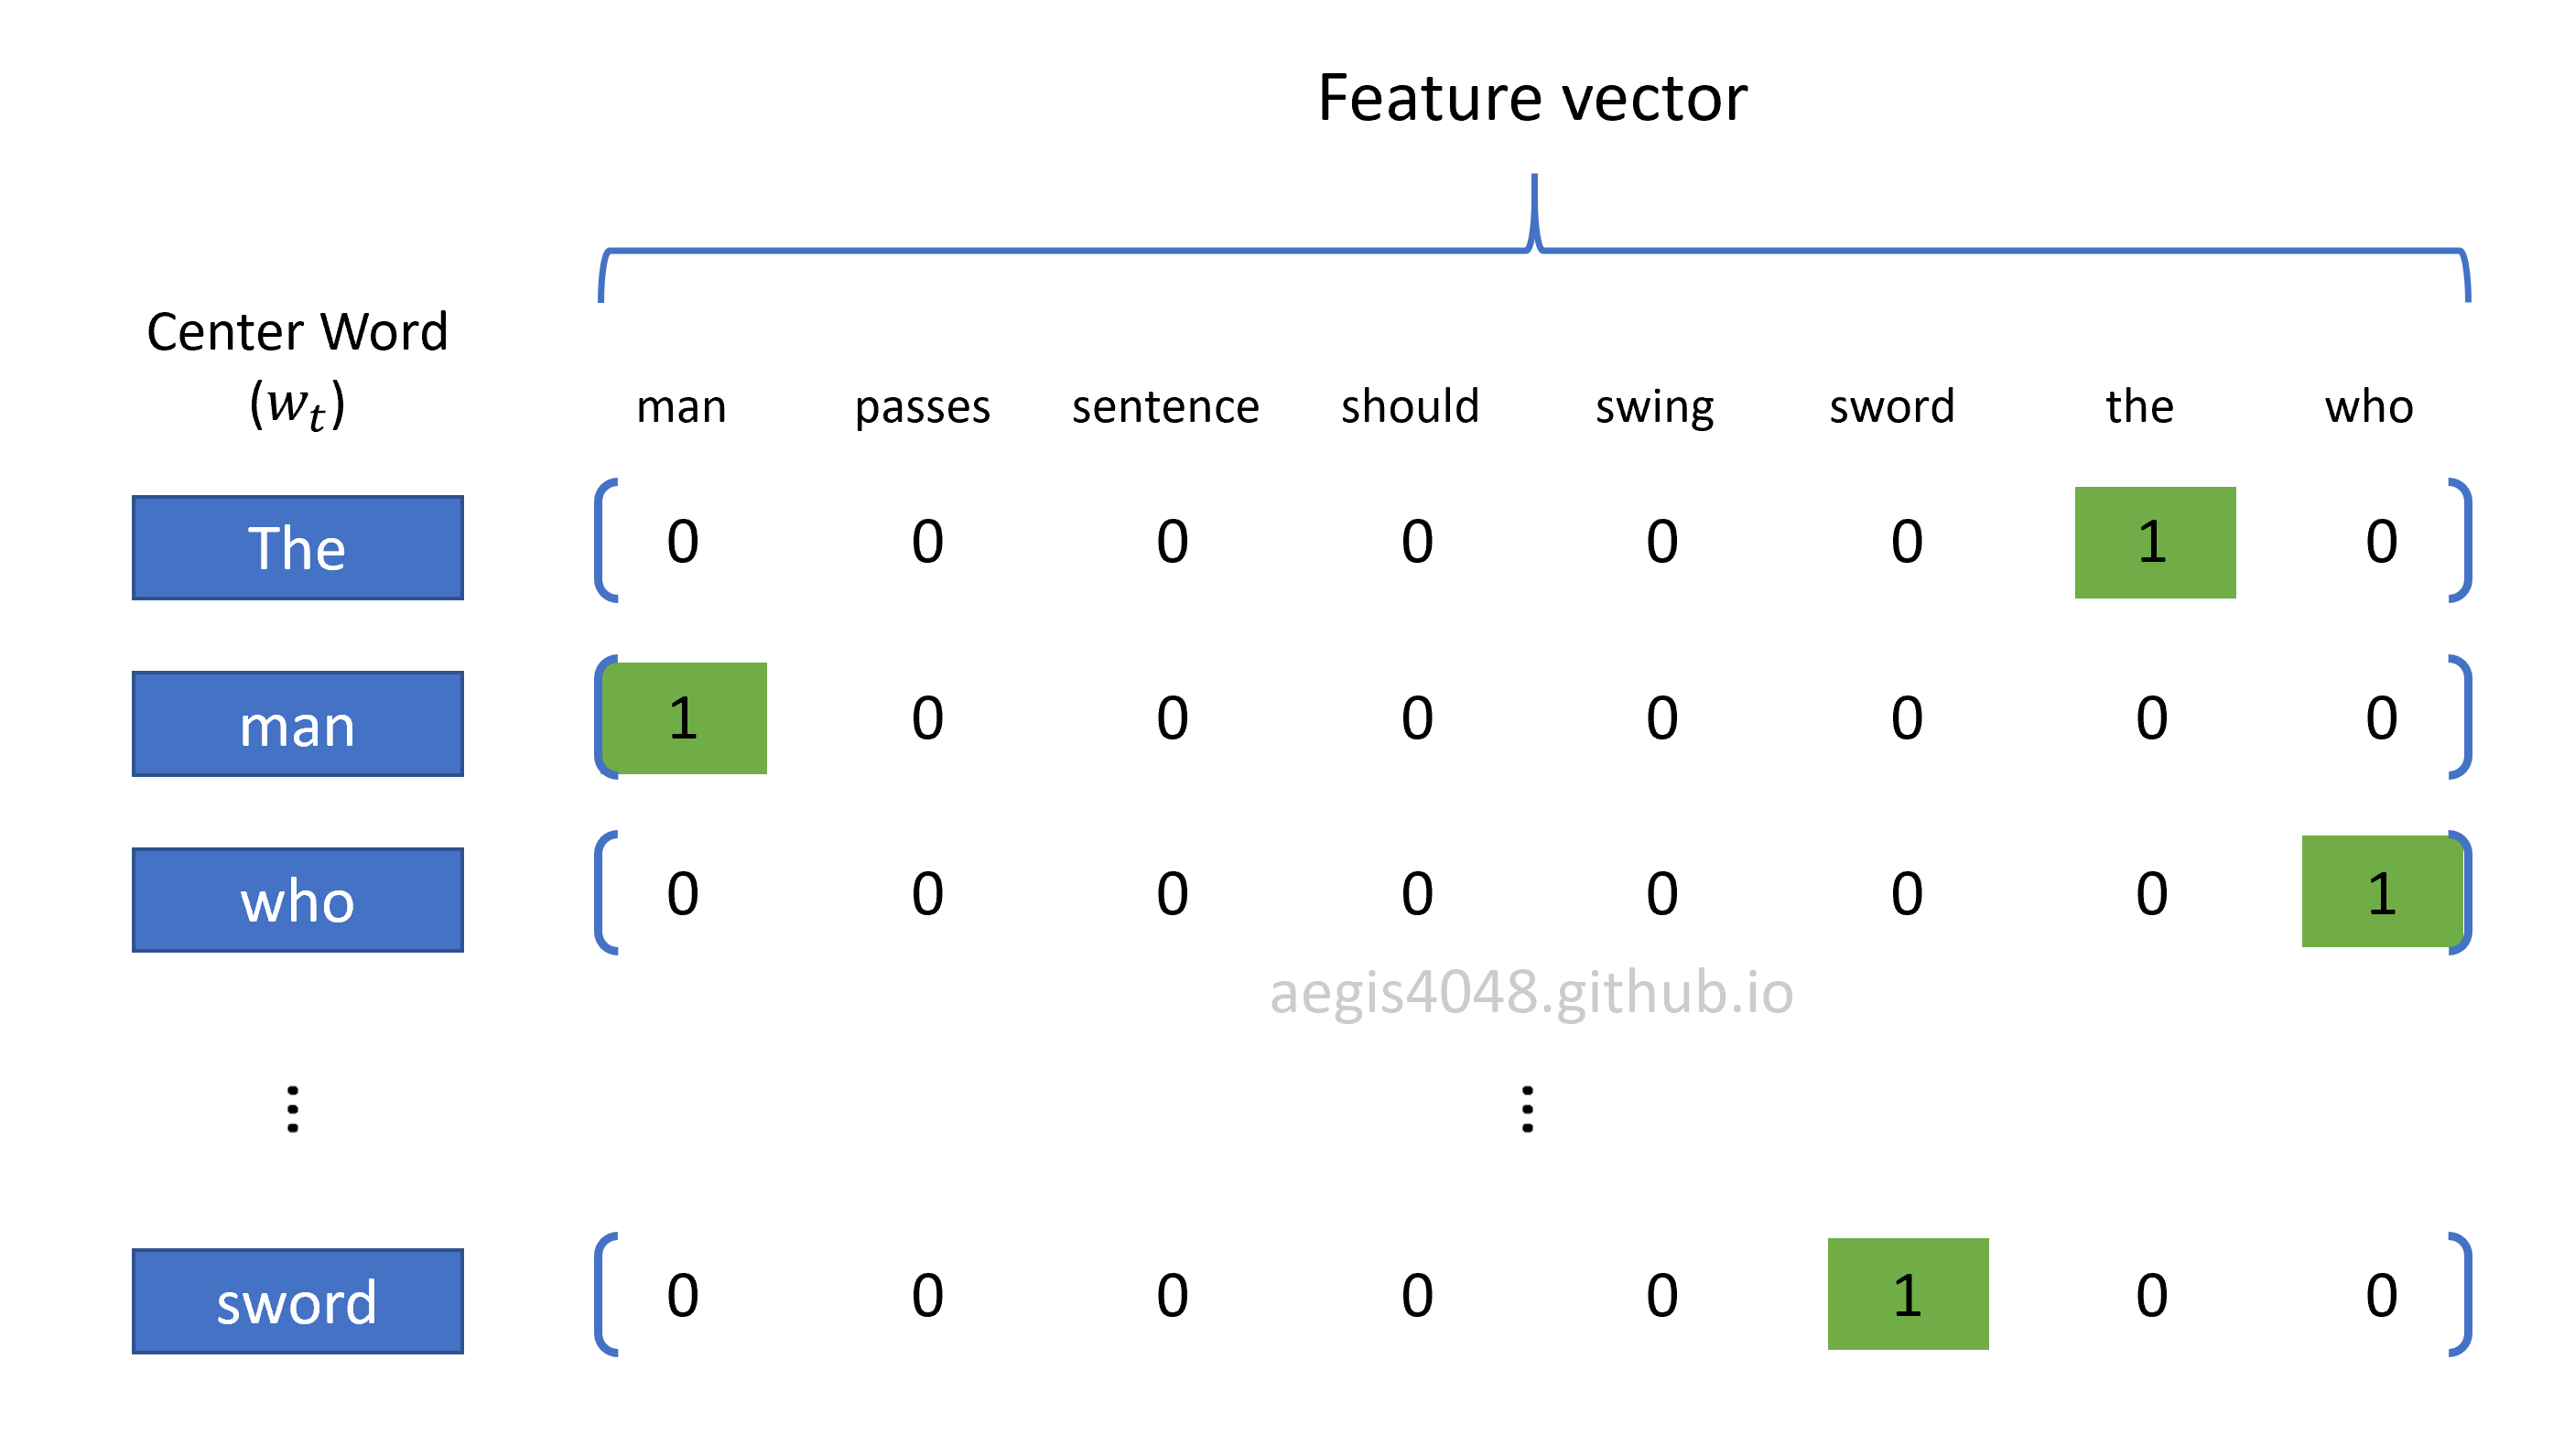 Feature vector
Center Word
(w_t)
man passes sentence should swing sword the who
The 0 0 0 0 0 0 1 0
man 1 0 0 0 0 0 0 0
who 0 0 0 0 0 0 0 1
aegis4048.github.io
⋮ ⋮
sword 0 0 0 0 0 1 0 0